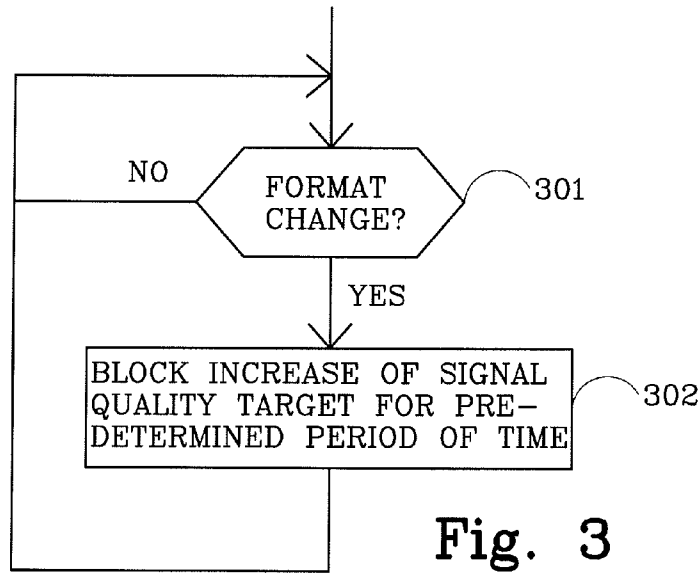 NO
FORMAT
CHANGE?
301
YES
BLOCK INCREASE OF SIGNAL
QUALITY TARGET FOR PRE-
DETERMINED PERIOD OF TIME
302
Fig. 3